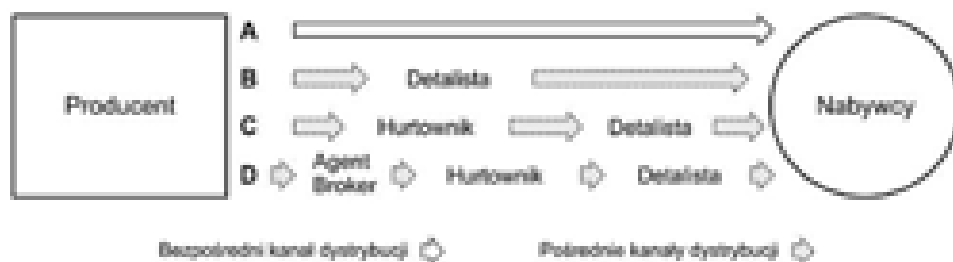 Producent
A
B Detalista
C Hurtownik Detalista
D Agent Broker Hurtownik Detalista
Nabywcy
Bezpośredni kanał dystrybucji Pośrednie kanały dystrybucji